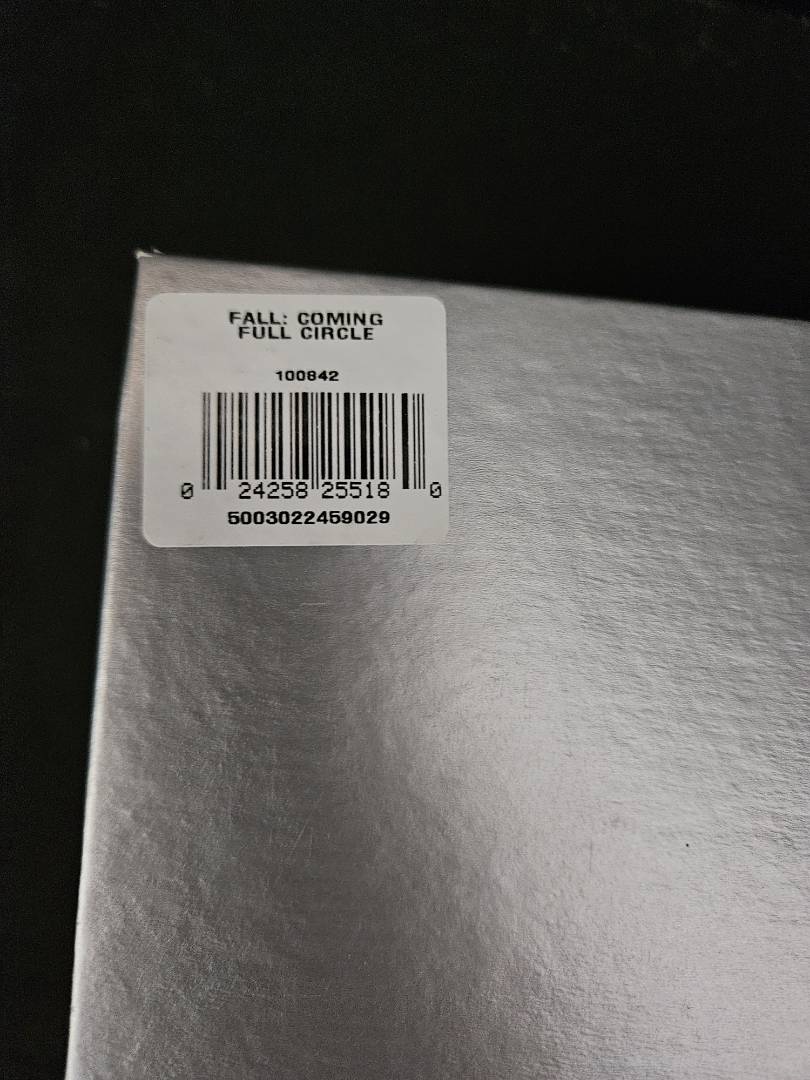 FALL: COMING
FULL CIRCLE
100842
0 24258 25518 0
5003022459029